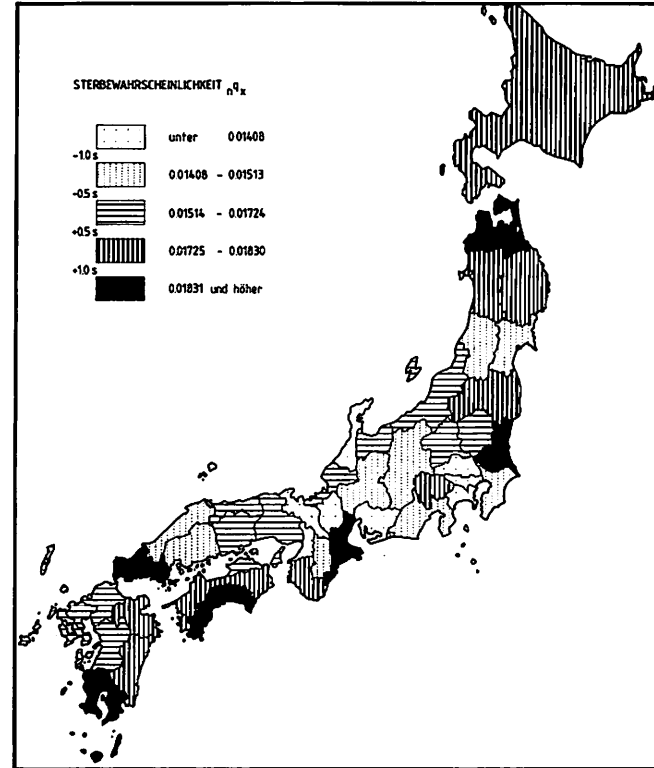 STERBEWAHRSCHEINLICHKEIT nqx
unter 0.01408
-1.0 s
0.01408 - 0.01513
-0.5 s
0.01514 - 0.01724
+0.5 s
0.01725 - 0.01830
+1.0 s
0.01831 und höher